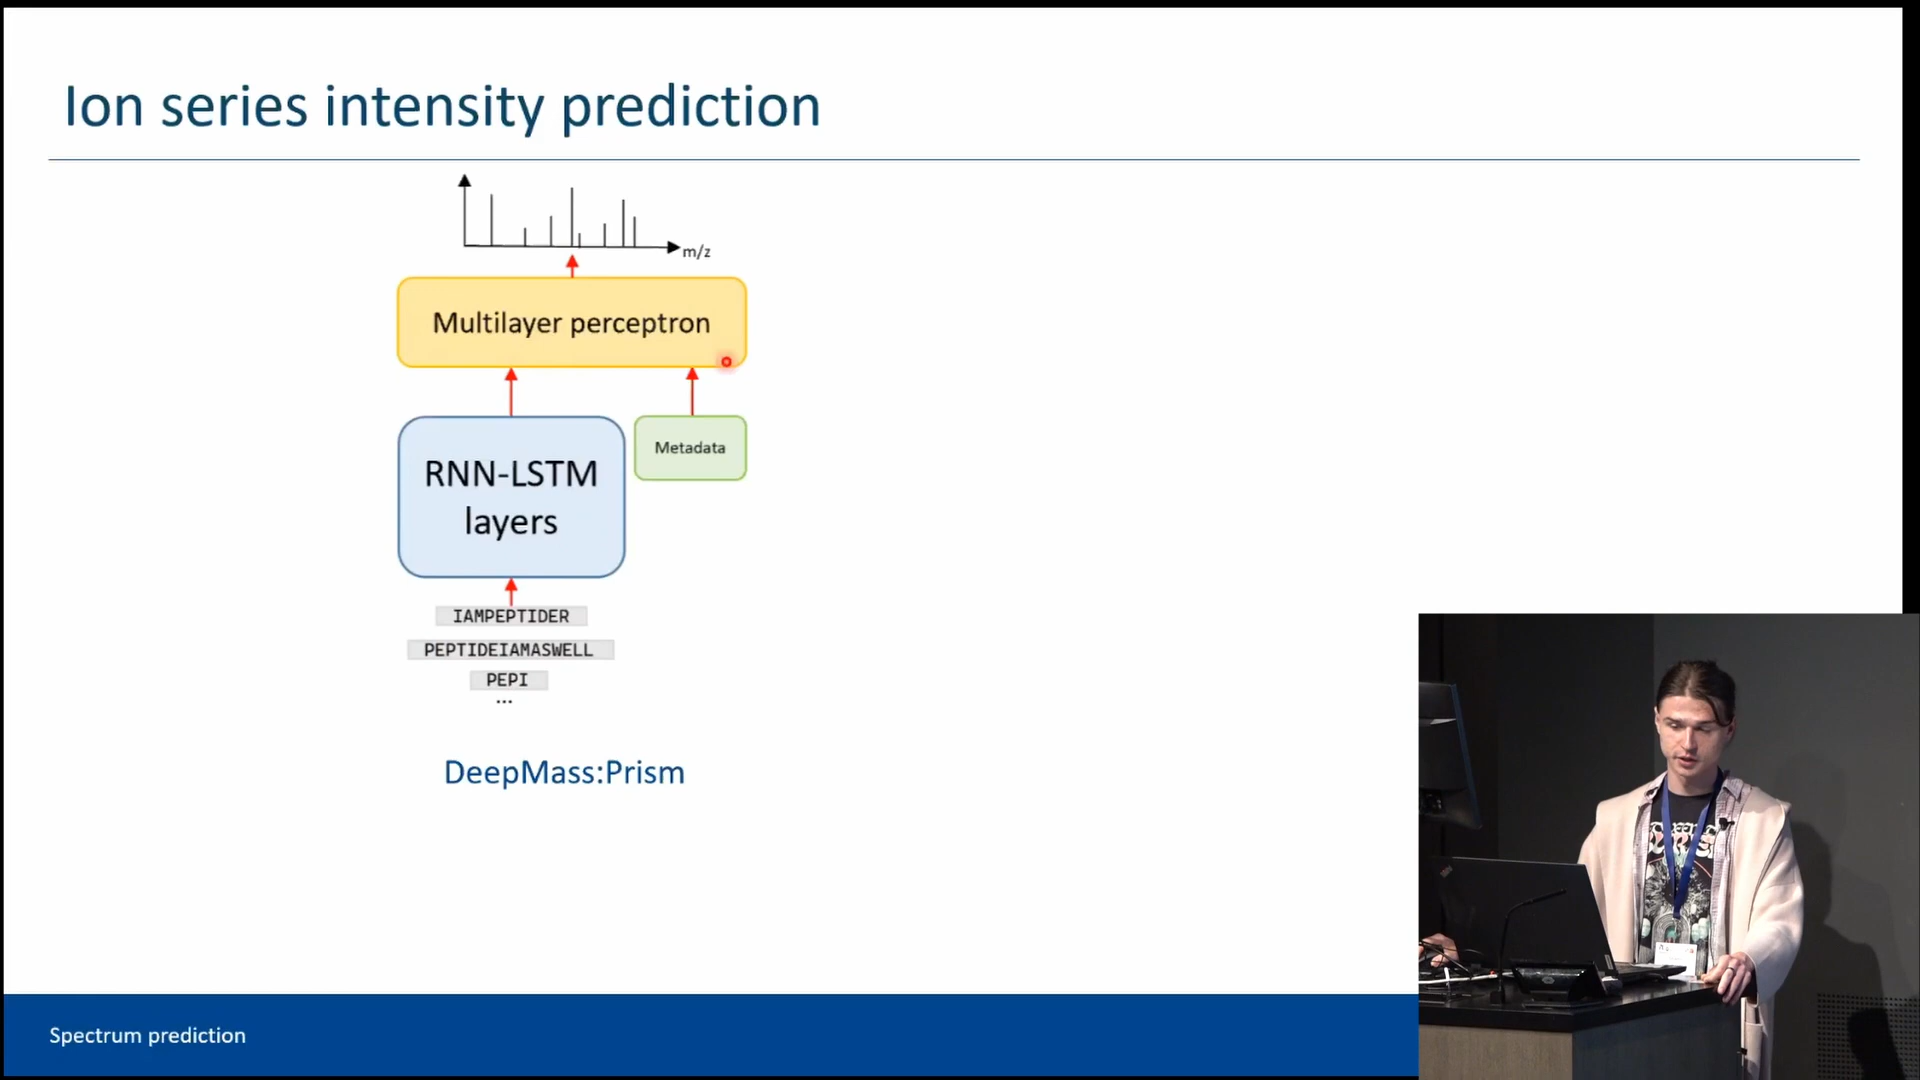 Ion series intensity prediction
m/z
Multilayer perceptron
RNN-LSTM
layers
Metadata
IAMPEPTIDER
PEPTIDEIAMASWELL
PEPI
...
DeepMass:Prism
Spectrum prediction